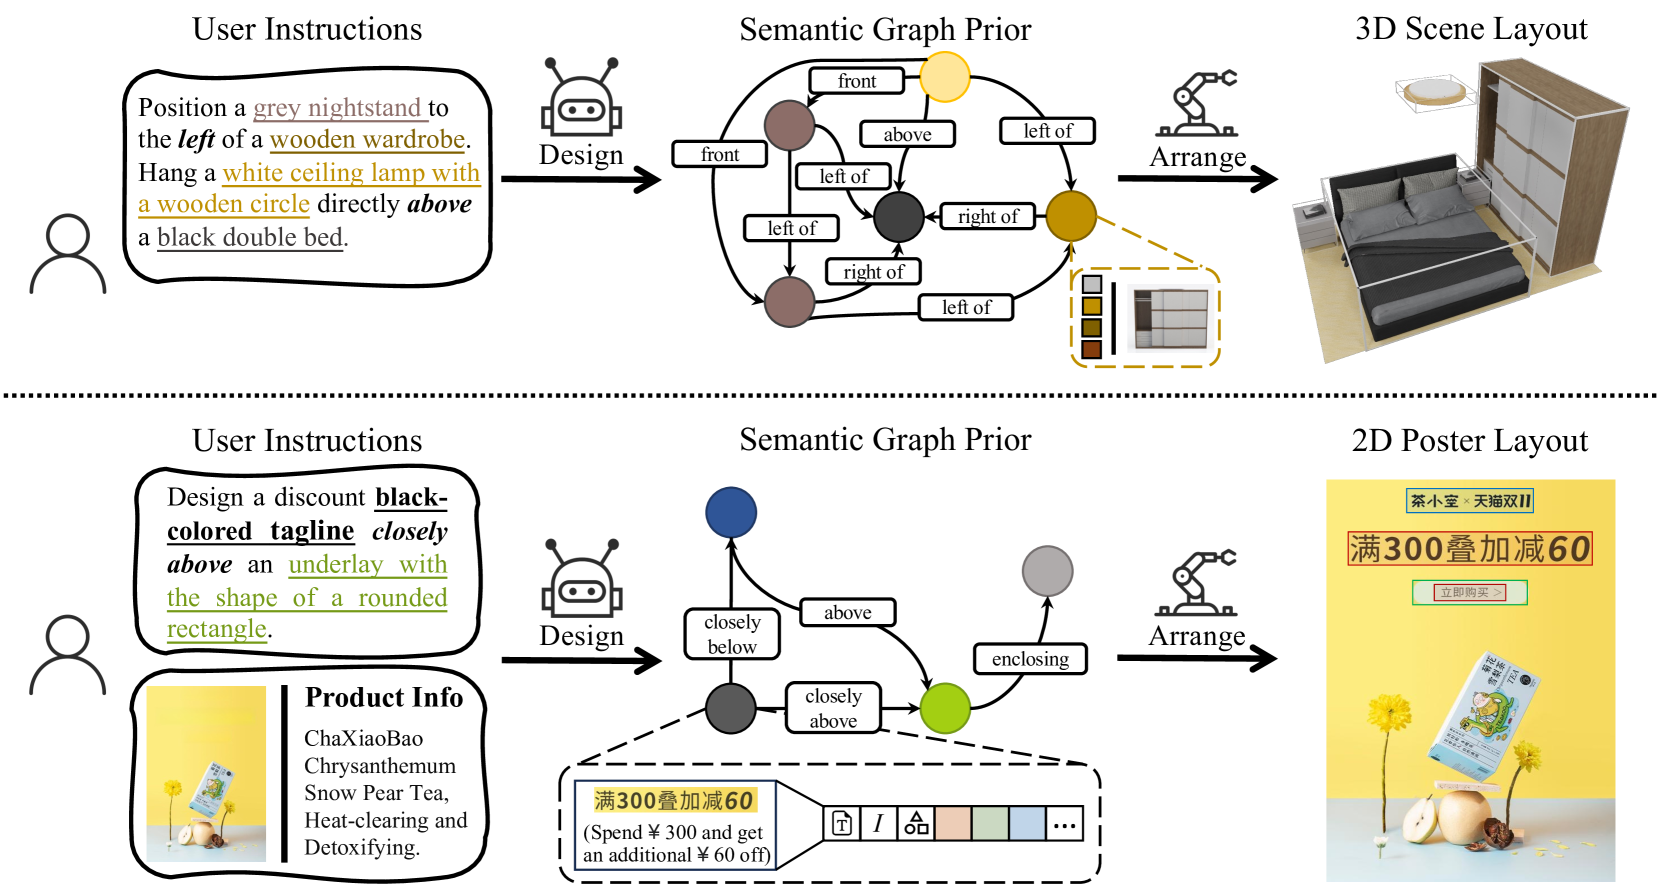 User Instructions
Semantic Graph Prior
3D Scene Layout
Position a grey nightstand to
the left of a wooden wardrobe.
Hang a white ceiling lamp with
a wooden circle directly above
a black double bed.
Design
front
front
above
left of
left of
right of
left of
right of
left of
Arrange
User Instructions
Semantic Graph Prior
2D Poster Layout
Design a discount black-
colored tagline closely
above an underlay with
the shape of a rounded
rectangle.
Product Info
ChaXiaoBao
Chrysanthemum
Snow Pear Tea,
Heat-clearing and
Detoxifying.
Design
closely
below
above
enclosing
closely
above
满300叠加减60
(Spend ¥ 300 and get
an additional ¥ 60 off)
T
I
...
Arrange
茶小室 × 天猫双11
满300叠加减60
立即购买 >
TEA